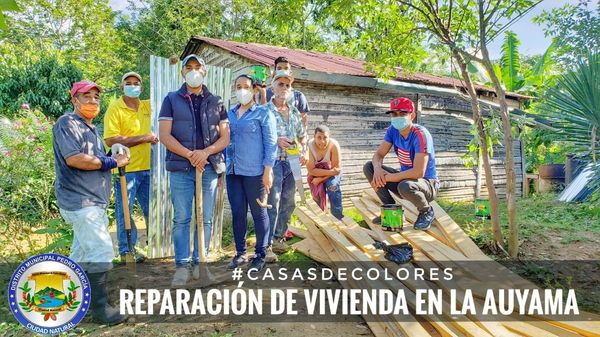 #CASASDECOLORES
REPARACIÓN DE VIVIENDA EN LA AUYAMA
DISTRITO MUNICIPAL PEDRO GARCÍA
CIUDAD NATURAL